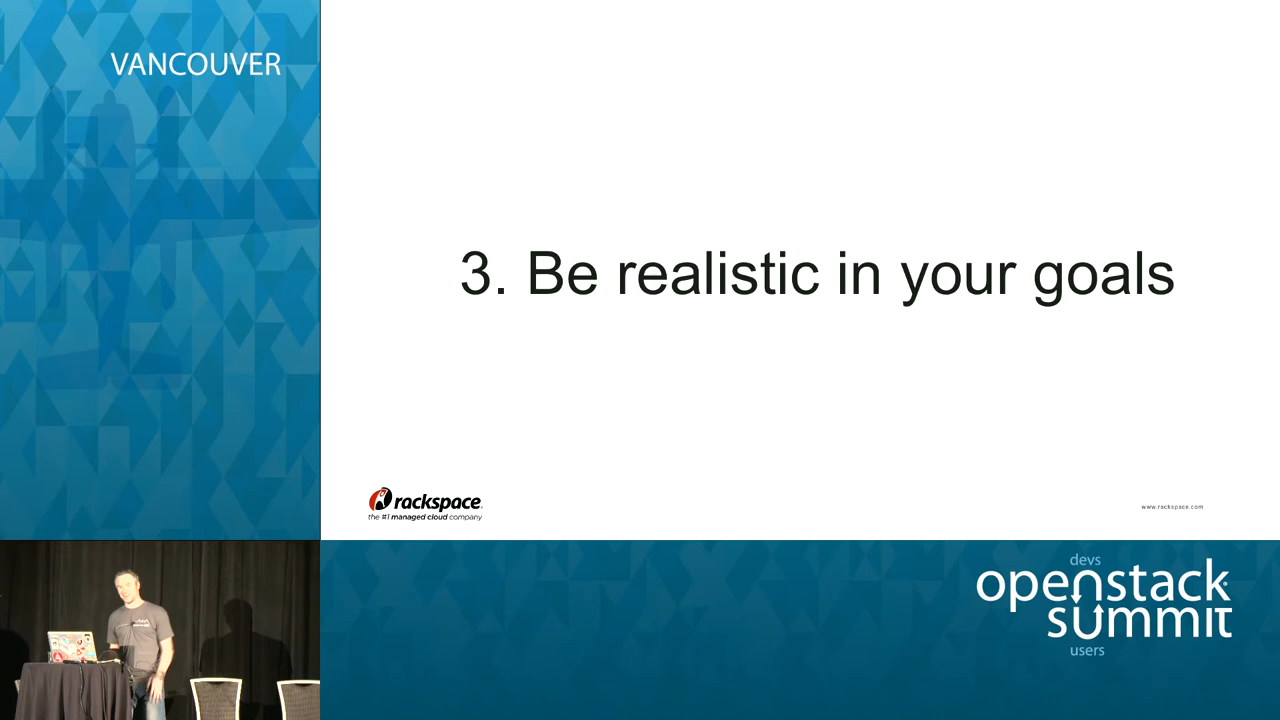 VANCOUVER
3. Be realistic in your goals
rackspace
the #1 managed cloud company
www.rackspace.com
devs
openstack
summit
users